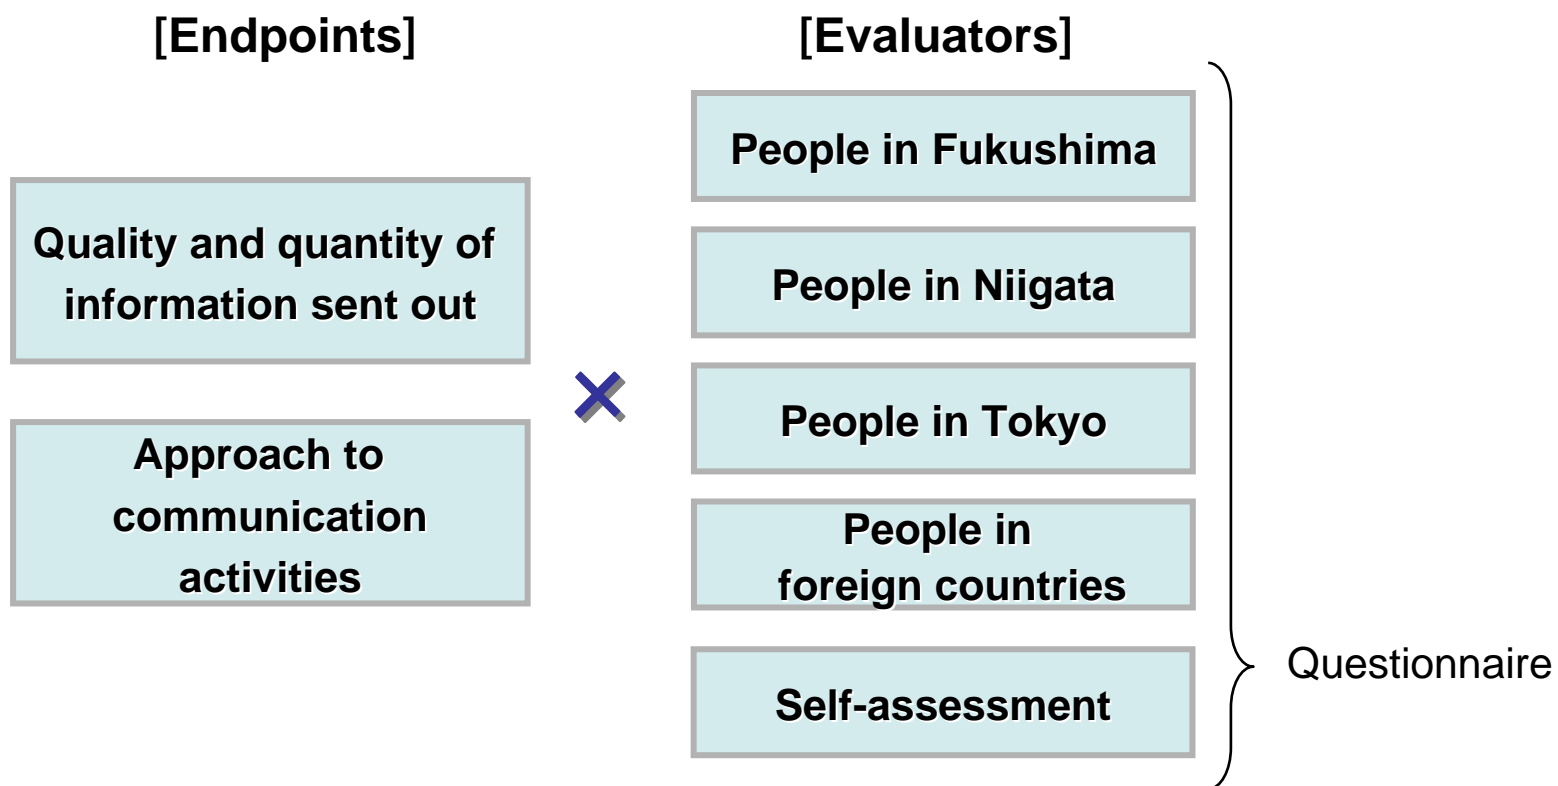 [Endpoints]
[Evaluators]
Quality and quantity of
information sent out
Approach to
communication
activities
×
People in Fukushima
People in Niigata
People in Tokyo
People in
foreign countries
Self-assessment
Questionnaire